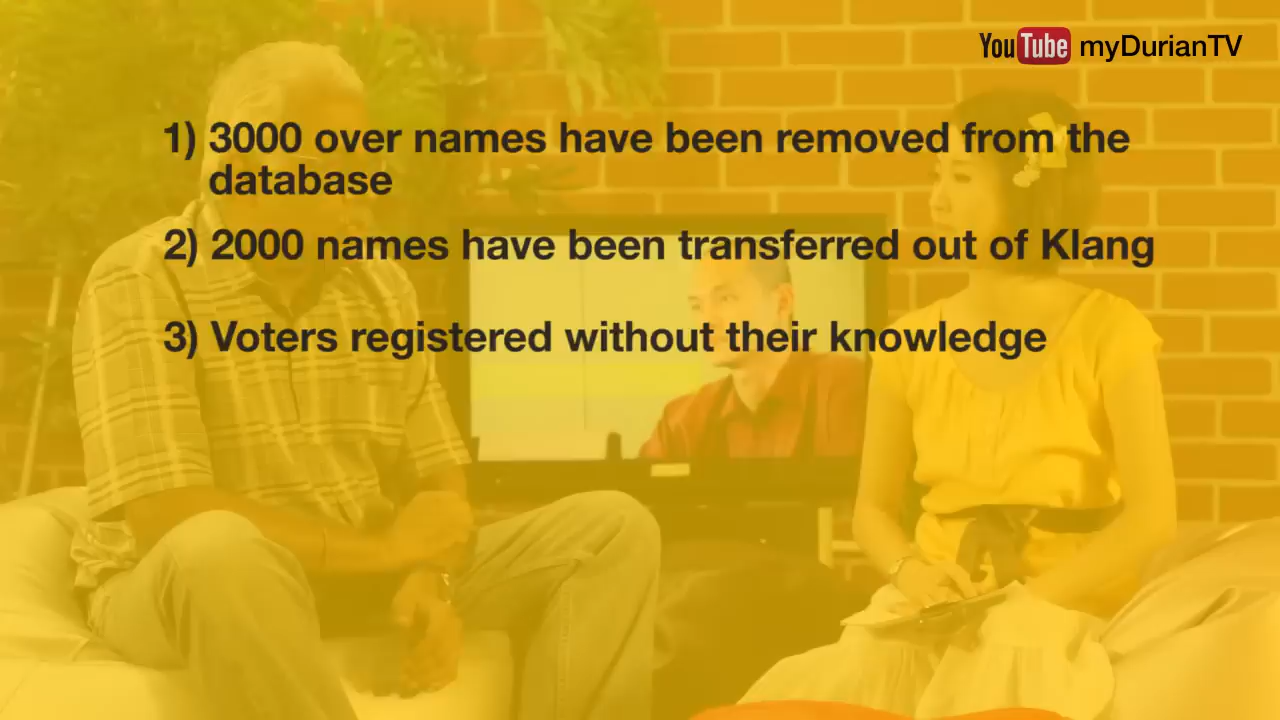 YouTube myDurianTV
1) 3000 over names have been removed from the
database
2) 2000 names have been transferred out of Klang
3) Voters registered without their knowledge